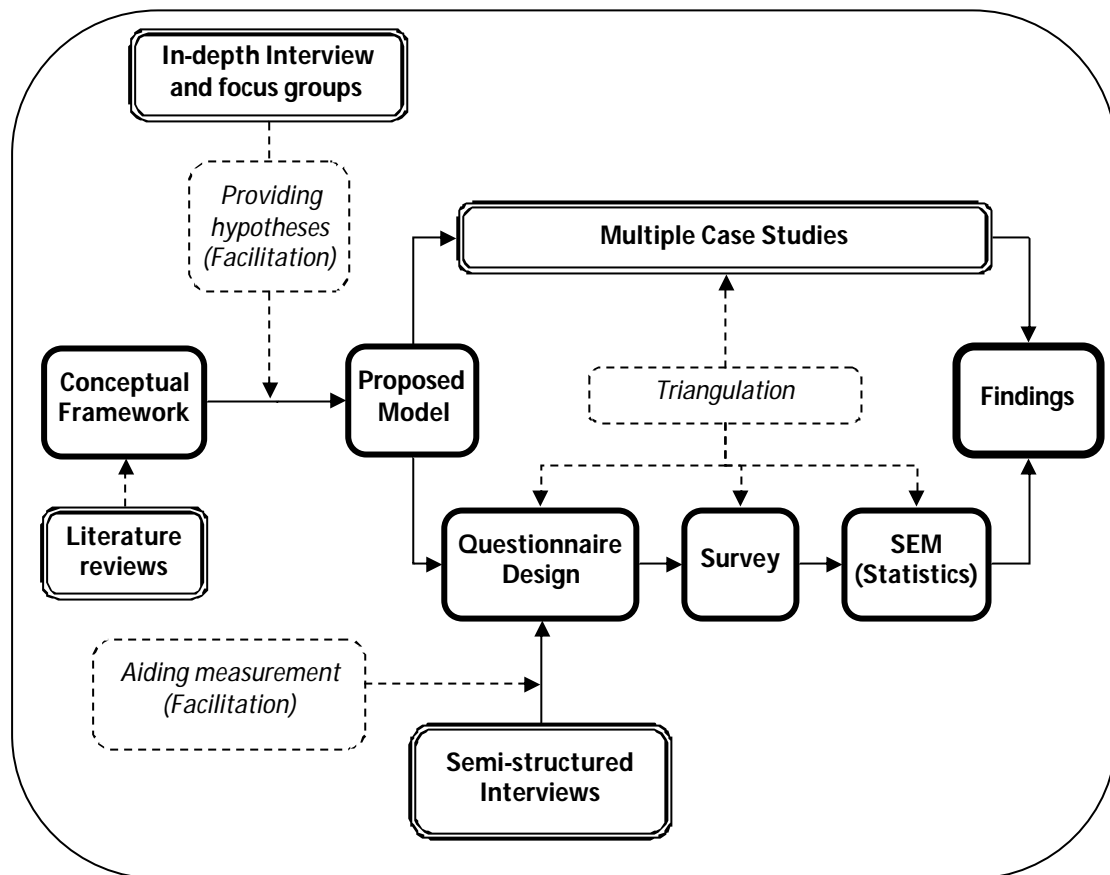 In-depth Interview
and focus groups
Providing
hypotheses
(Facilitation)
Multiple Case Studies
Conceptual
Framework
Proposed
Model
Triangulation
Findings
Literature
reviews
Questionnaire
Design
Survey
SEM
(Statistics)
Aiding measurement
(Facilitation)
Semi-structured
Interviews